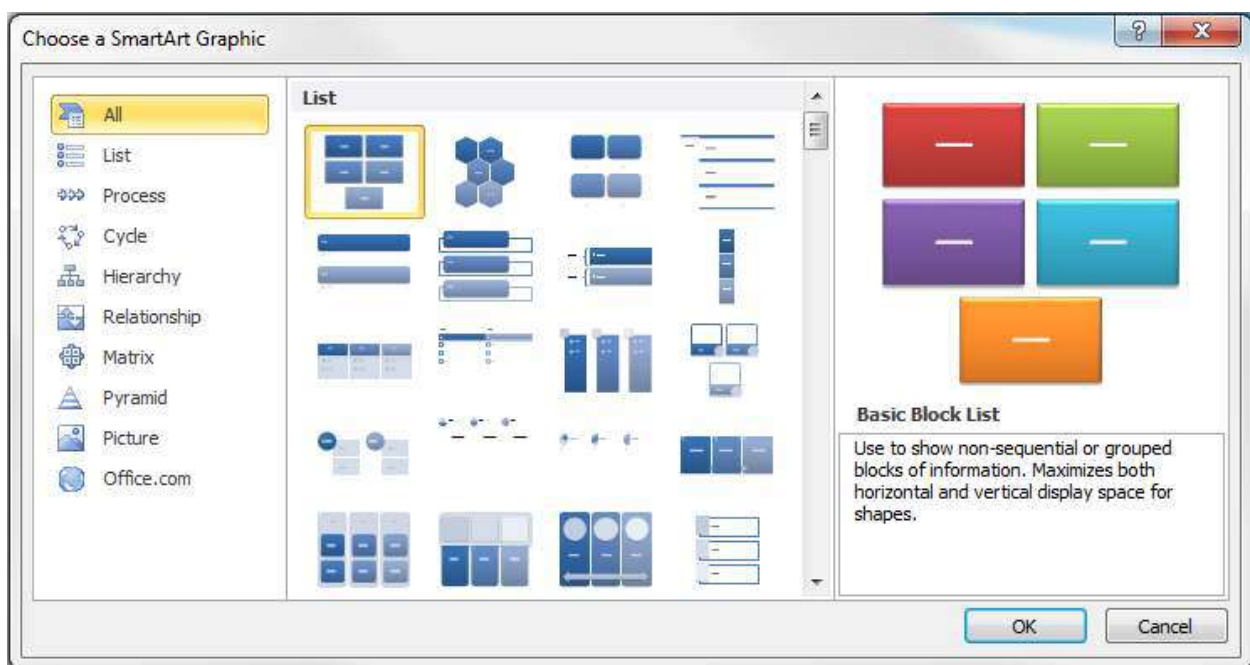 Choose a SmartArt Graphic
All
List
Process
Cycle
Hierarchy
Relationship
Matrix
Pyramid
Picture
Office.com
List
Basic Block List
Use to show non-sequential or grouped
blocks of information. Maximizes both
horizontal and vertical display space for
shapes.
OK
Cancel